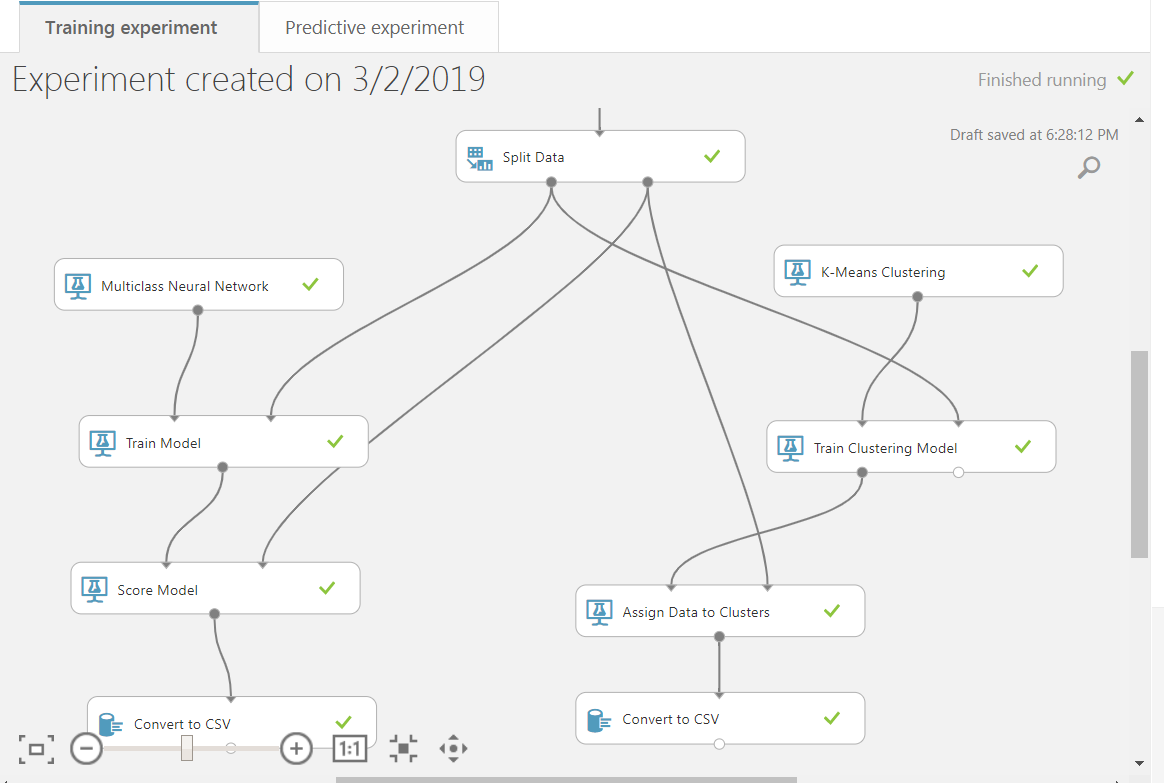 Training experiment
Predictive experiment
Experiment created on 3/2/2019
Finished running
Draft saved at 6:28:12 PM
Split Data
Multiclass Neural Network
K-Means Clustering
Train Model
Train Clustering Model
Score Model
Assign Data to Clusters
Convert to CSV
Convert to CSV
1:1